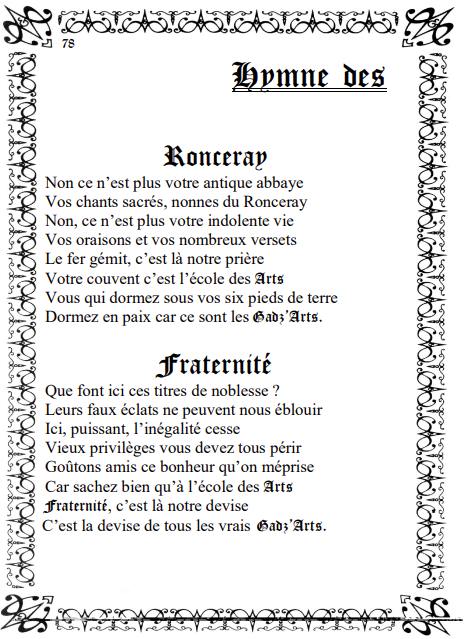 78
Hymne des
Ronceray
Non ce n’est plus votre antique abbaye
Vos chants sacrés, nonnes du Ronceray
Non, ce n’est plus votre indolente vie
Vos oraisons et vos nombreux versets
Le fer gémit, c’est là notre prière
Votre couvent c’est l’école des Arts
Vous qui dormez sous vos six pieds de terre
Dormez en paix car ce sont les Gadz’Arts.
Fraternité
Que font ici ces titres de noblesse ?
Leurs faux éclats ne peuvent nous éblouir
Ici, puissant, l’inégalité cesse
Vieux privilèges vous devez tous périr
Goûtons amis ce bonheur qu’on méprise
Car sachez bien qu’à l’école des Arts
Fraternité, c’est là notre devise
C’est la devise de tous les vrais Gadz’Arts.